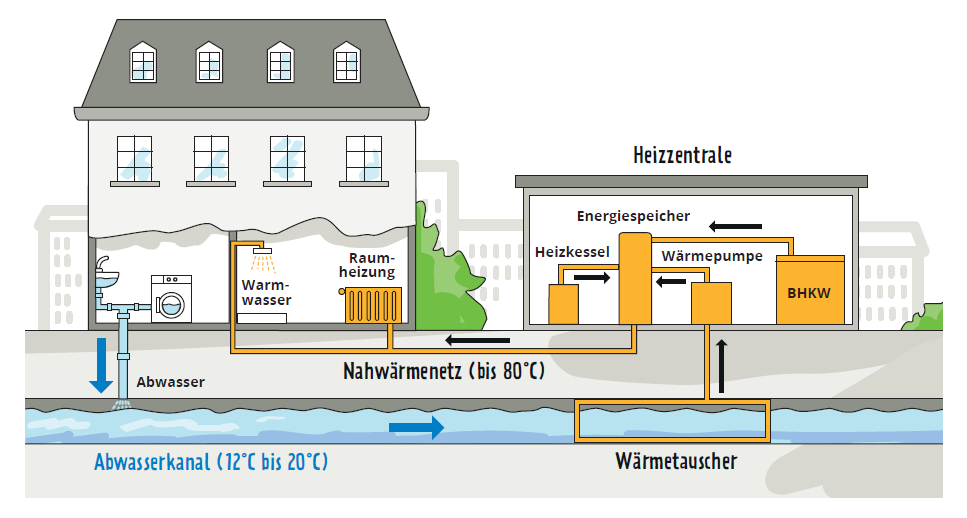 Heizzentrale
Energiespeicher
Heizkessel
Wärmepumpe
BHKW
Raum-
heizung
Warm-
wasser
Nahwärmenetz (bis 80°C)
Abwasser
Abwasserkanal (12°C bis 20°C)
Wärmetauscher